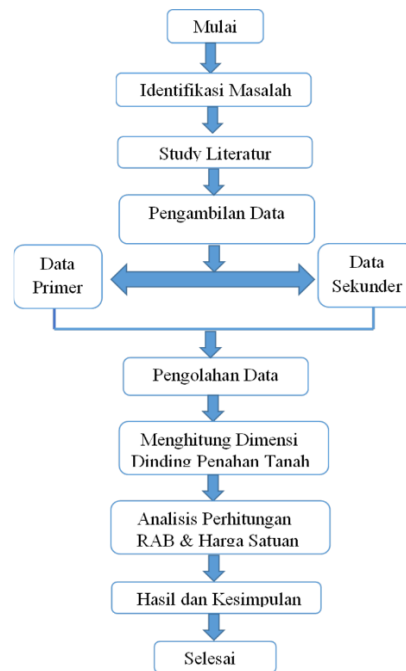 Mulai
Identifikasi Masalah
Study Literatur
Pengambilan Data
Data
Primer
Data
Sekunder
Pengolahan Data
Menghitung Dimensi
Dinding Penahan Tanah
Analisis Perhitungan
RAB & Harga Satuan
Hasil dan Kesimpulan
Selesai